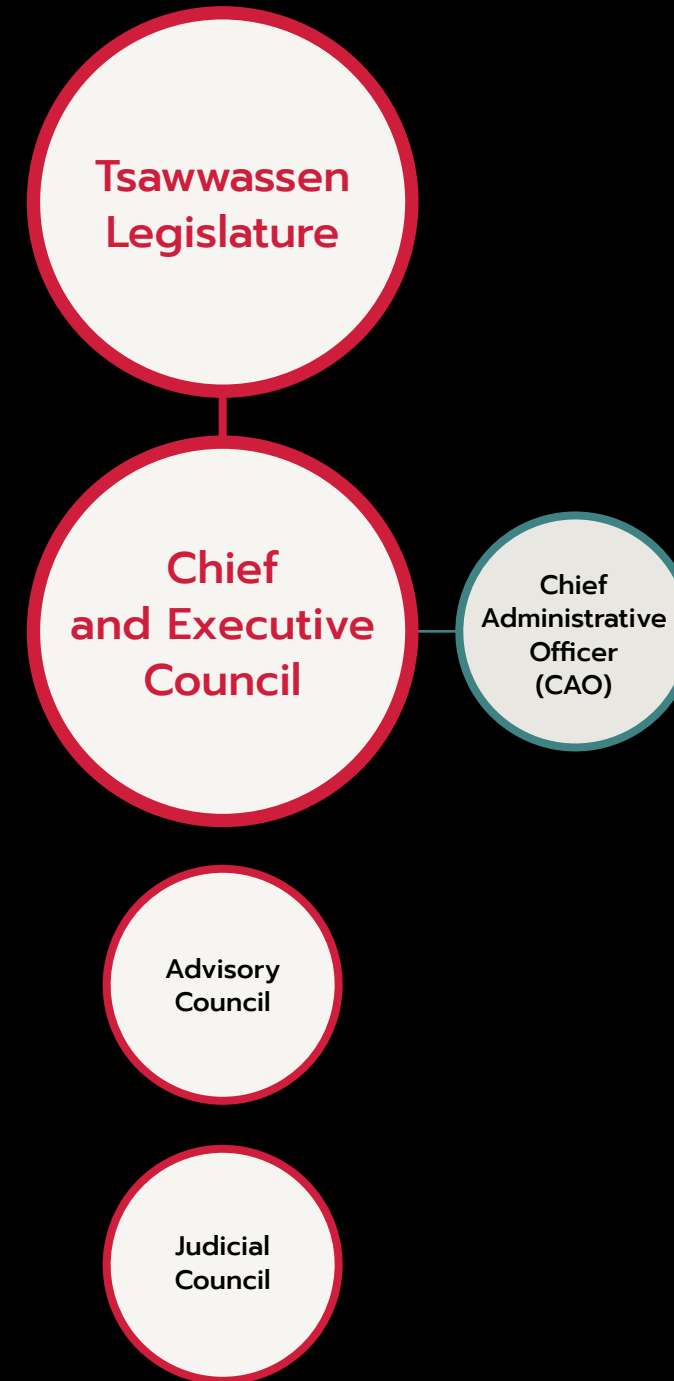 Tsawwassen
Legislature
Chief
and Executive
Council
Chief
Administrative
Officer
(CAO)
Advisory
Council
Judicial
Council